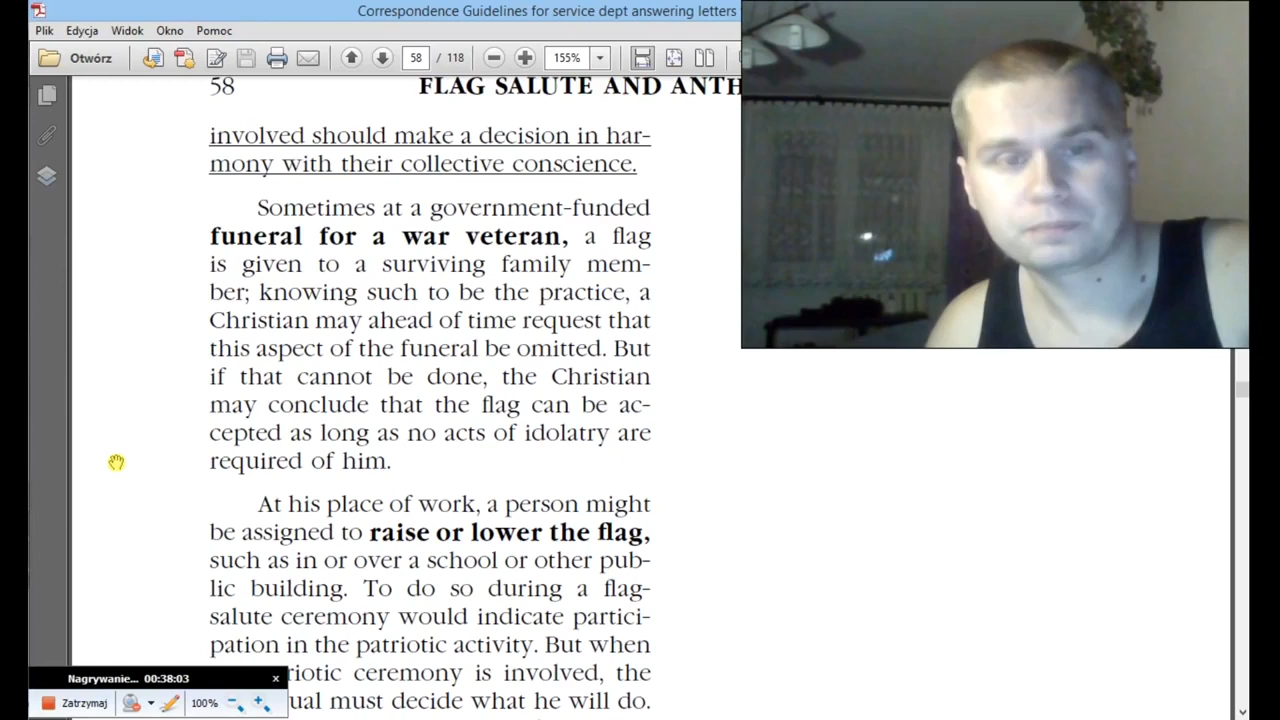 Correspondence Guidelines for service dept answering letters
Plik Edycja Widok Okno Pomoc
Otwórz 58 / 118 155%
58 FLAG SALUTE AND ANTH
involved should make a decision in har-
mony with their collective conscience.
Sometimes at a government-funded
funeral for a war veteran, a flag
is given to a surviving family mem-
ber; knowing such to be the practice, a
Christian may ahead of time request that
this aspect of the funeral be omitted. But
if that cannot be done, the Christian
may conclude that the flag can be ac-
cepted as long as no acts of idolatry are
required of him.
At his place of work, a person might
be assigned to raise or lower the flag,
such as in or over a school or other pub-
lic building. To do so during a flag-
salute ceremony would indicate partici-
pation in the patriotic activity. But when
riotic ceremony is involved, the
ual must decide what he will do.
Nagrywanie... 00:38:03 x
Zatrzymaj 100%